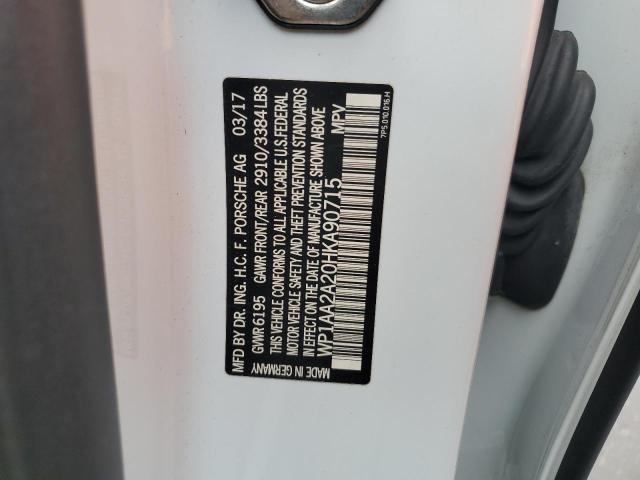 MFD BY DR. ING. H.C. F. PORSCHE AG 03/17
GVWR 6195 GAWR FRONT/REAR 2910/3384 LBS
THIS VEHICLE CONFORMS TO ALL APPLICABLE U.S. FEDERAL
MOTOR VEHICLE SAFETY AND THEFT PREVENTION STANDARDS
IN EFFECT ON THE DATE OF MANUFACTURE SHOWN ABOVE
WP1AA2A20HKA90715 MPV
MADE IN GERMANY
7P5.010.016.H